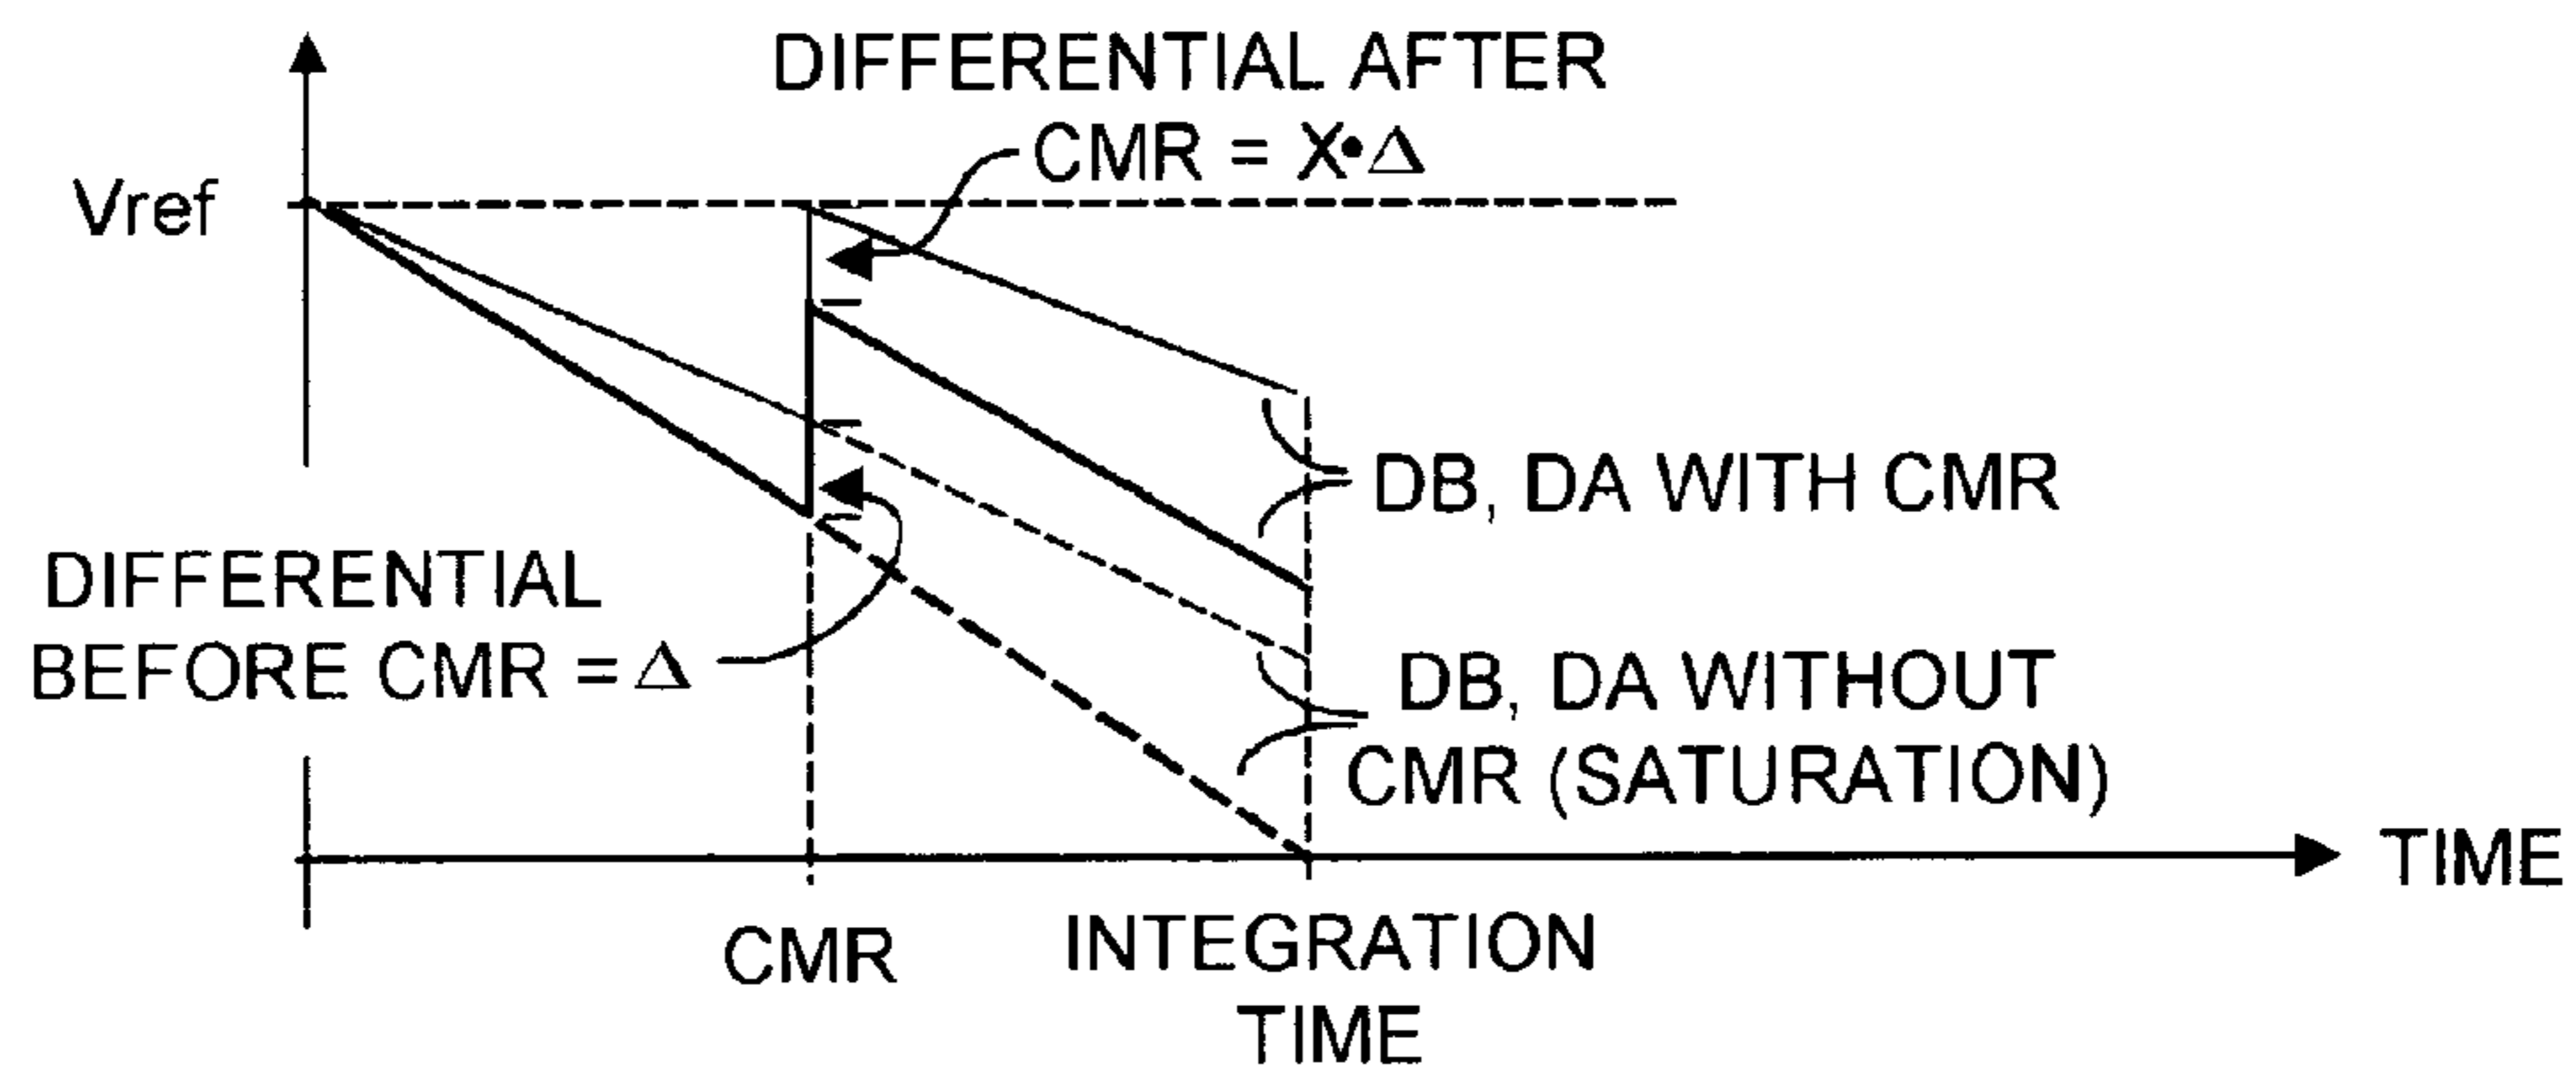 DIFFERENTIAL AFTER
CMR = X•Δ
Vref
DB, DA WITH CMR
DIFFERENTIAL
BEFORE CMR = Δ
DB, DA WITHOUT
CMR (SATURATION)
TIME
CMR
INTEGRATION
TIME